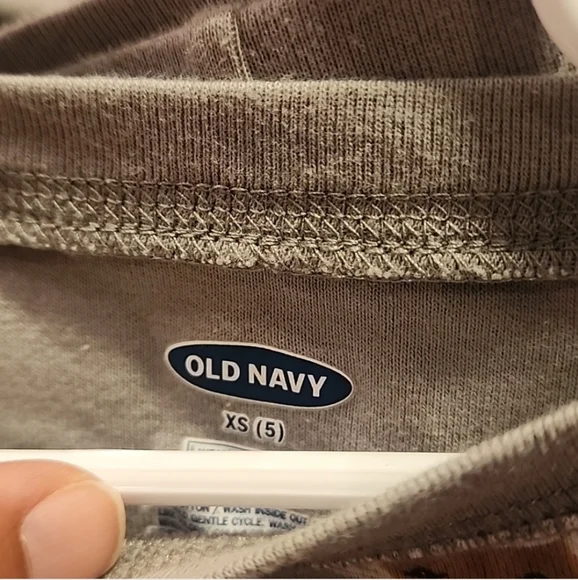 OLD NAVY
XS (5)
WASH INSIDE OUT
GENTLE CYCLE, WASH